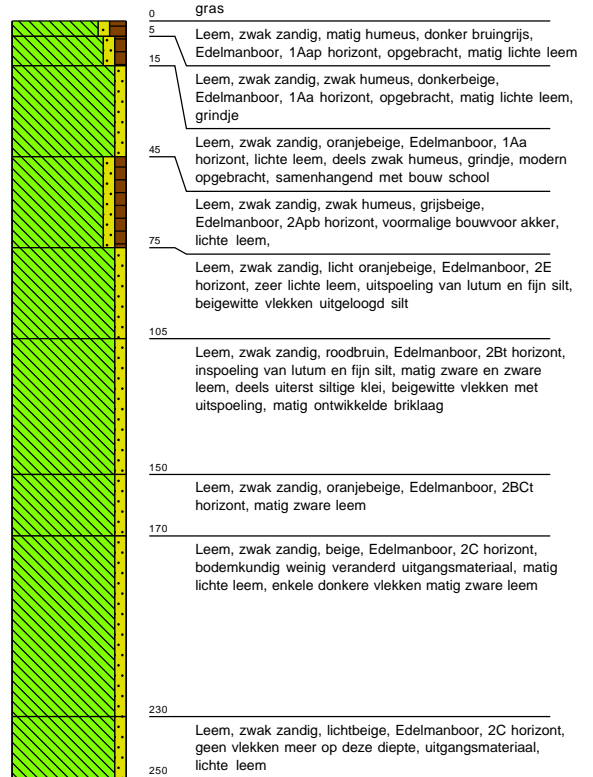 gras
0
5
Leem, zwak zandig, matig humeus, donker bruingrijs,
Edelmanboor, 1Aap horizont, opgebracht, matig lichte leem
15
Leem, zwak zandig, zwak humeus, donkerbeige,
Edelmanboor, 1Aa horizont, opgebracht, matig lichte leem,
grindje
Leem, zwak zandig, oranjebeige, Edelmanboor, 1Aa
45
horizont, lichte leem, deels zwak humeus, grindje, modern
opgebracht, samenhangend met bouw school
Leem, zwak zandig, zwak humeus, grijsbeige,
Edelmanboor, 2Apb horizont, voormalige bouwvoor akker,
lichte leem,
75
Leem, zwak zandig, licht oranjebeige, Edelmanboor, 2E
horizont, zeer lichte leem, uitspoeling van lutum en fijn silt,
beigewitte vlekken uitgeloogd silt
105
Leem, zwak zandig, roodbruin, Edelmanboor, 2Bt horizont,
inspoeling van lutum en fijn silt, matig zware en zware
leem, deels uiterst siltige klei, beigewitte vlekken met
uitspoeling, matig ontwikkelde briklaag
150
Leem, zwak zandig, oranjebeige, Edelmanboor, 2BCt
horizont, matig zware leem
170
Leem, zwak zandig, beige, Edelmanboor, 2C horizont,
bodemkundig weinig veranderd uitgangsmateriaal, matig
lichte leem, enkele donkere vlekken matig zware leem
230
Leem, zwak zandig, lichtbeige, Edelmanboor, 2C horizont,
geen vlekken meer op deze diepte, uitgangsmateriaal,
lichte leem
250